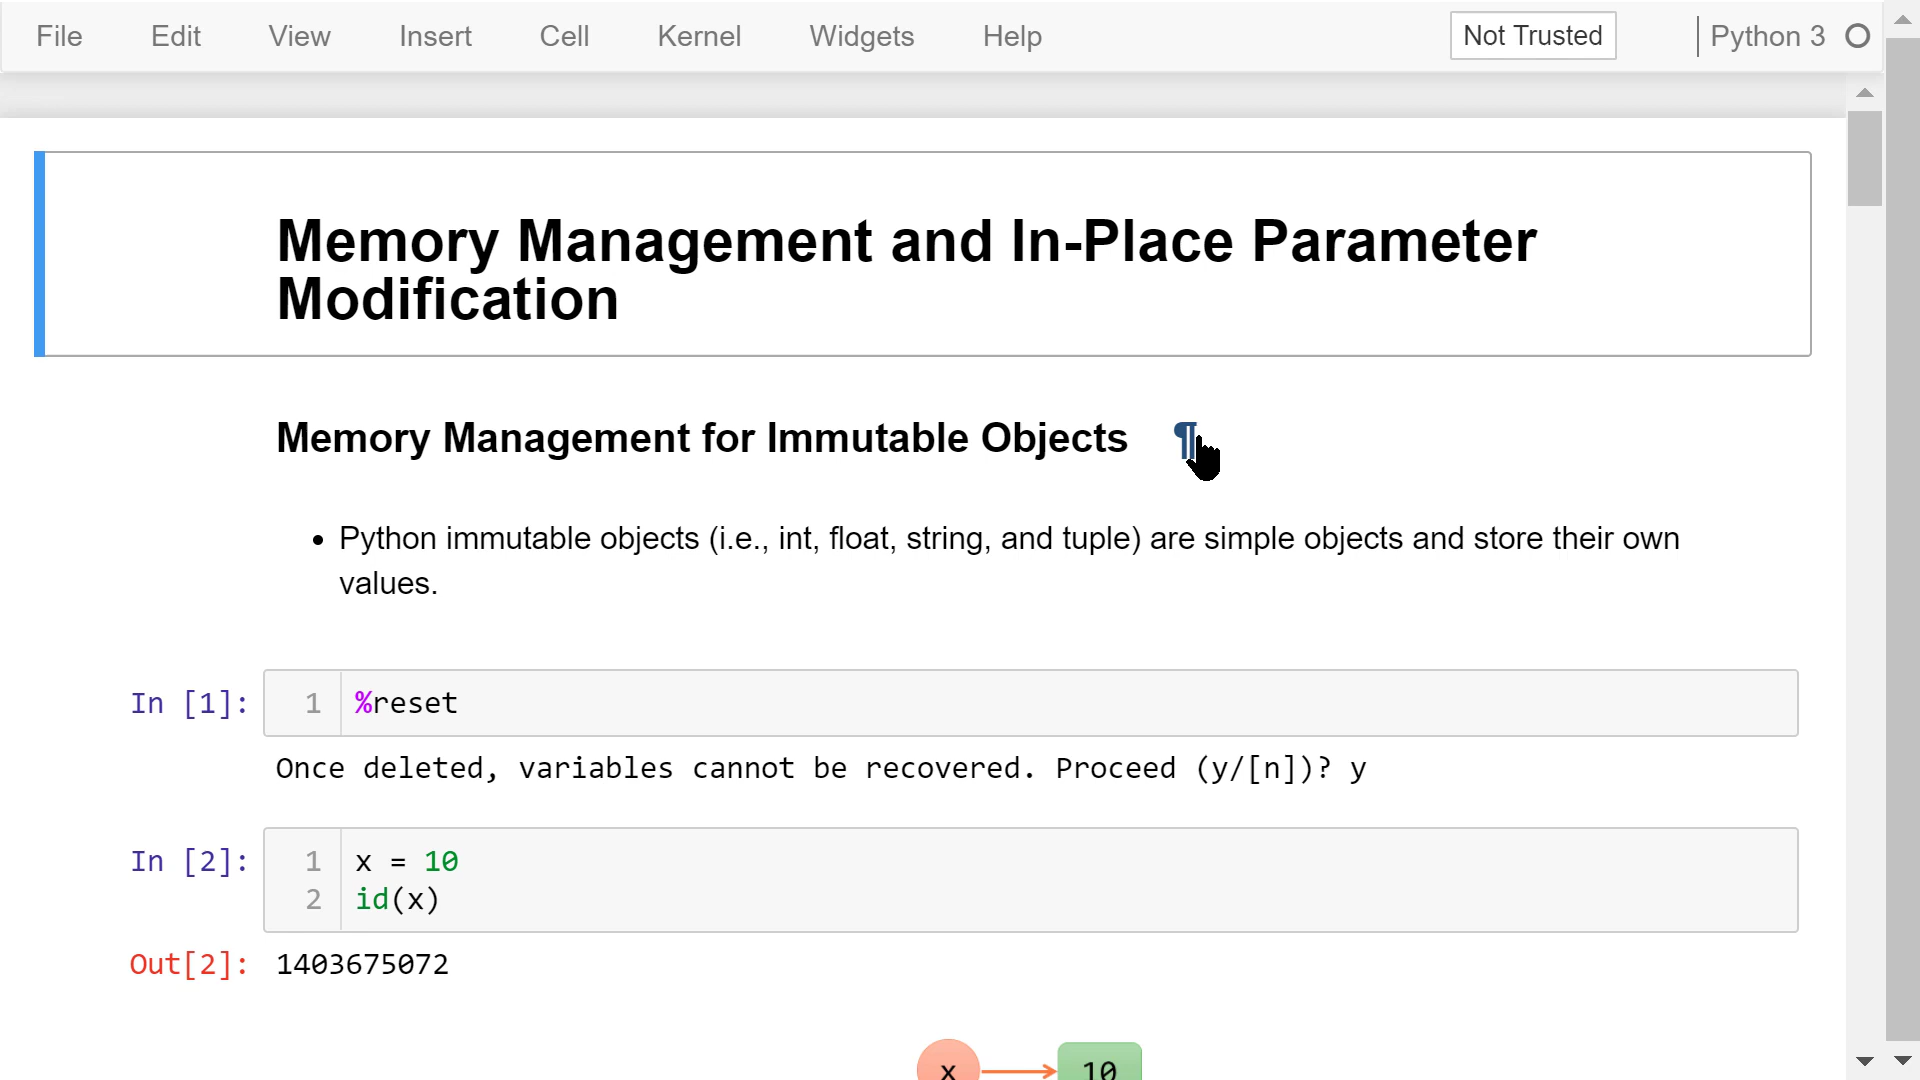 File Edit View Insert Cell Kernel Widgets Help Not Trusted Python 3
Memory Management and In-Place Parameter
Modification
Memory Management for Immutable Objects ¶
• Python immutable objects (i.e., int, float, string, and tuple) are simple objects and store their own
values.
In [1]: 1 %reset
Once deleted, variables cannot be recovered. Proceed (y/[n])? y
In [2]: 1 x = 10
2 id(x)
Out[2]: 1403675072
x 10